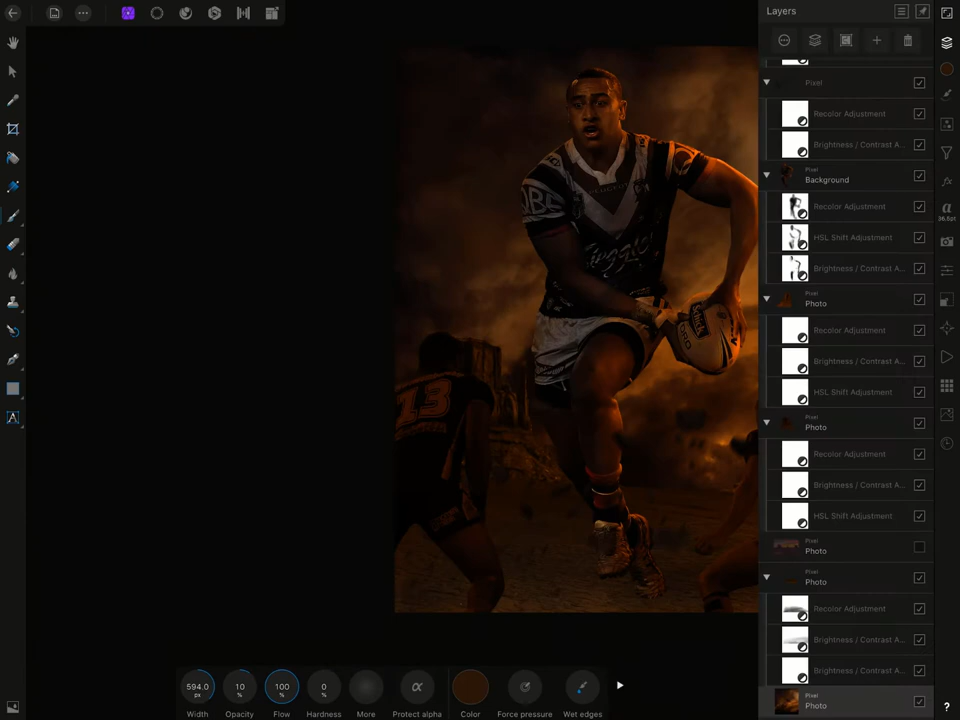 Layers
Pixel
Recolor Adjustment
Brightness / Contrast A...
Pixel
Background
Recolor Adjustment
HSL Shift Adjustment
Brightness / Contrast A...
Pixel
Photo
Recolor Adjustment
Brightness / Contrast A...
HSL Shift Adjustment
Pixel
Photo
Recolor Adjustment
Brightness / Contrast A...
HSL Shift Adjustment
Pixel
Photo
Pixel
Photo
Recolor Adjustment
Brightness / Contrast A...
Brightness / Contrast A...
Pixel
Photo
a
36.6pt
fx
?
A
13
594.0
px
Width
10
%
Opacity
100
%
Flow
0
%
Hardness
More
α
Protect alpha
Color
Force pressure
Wet edges